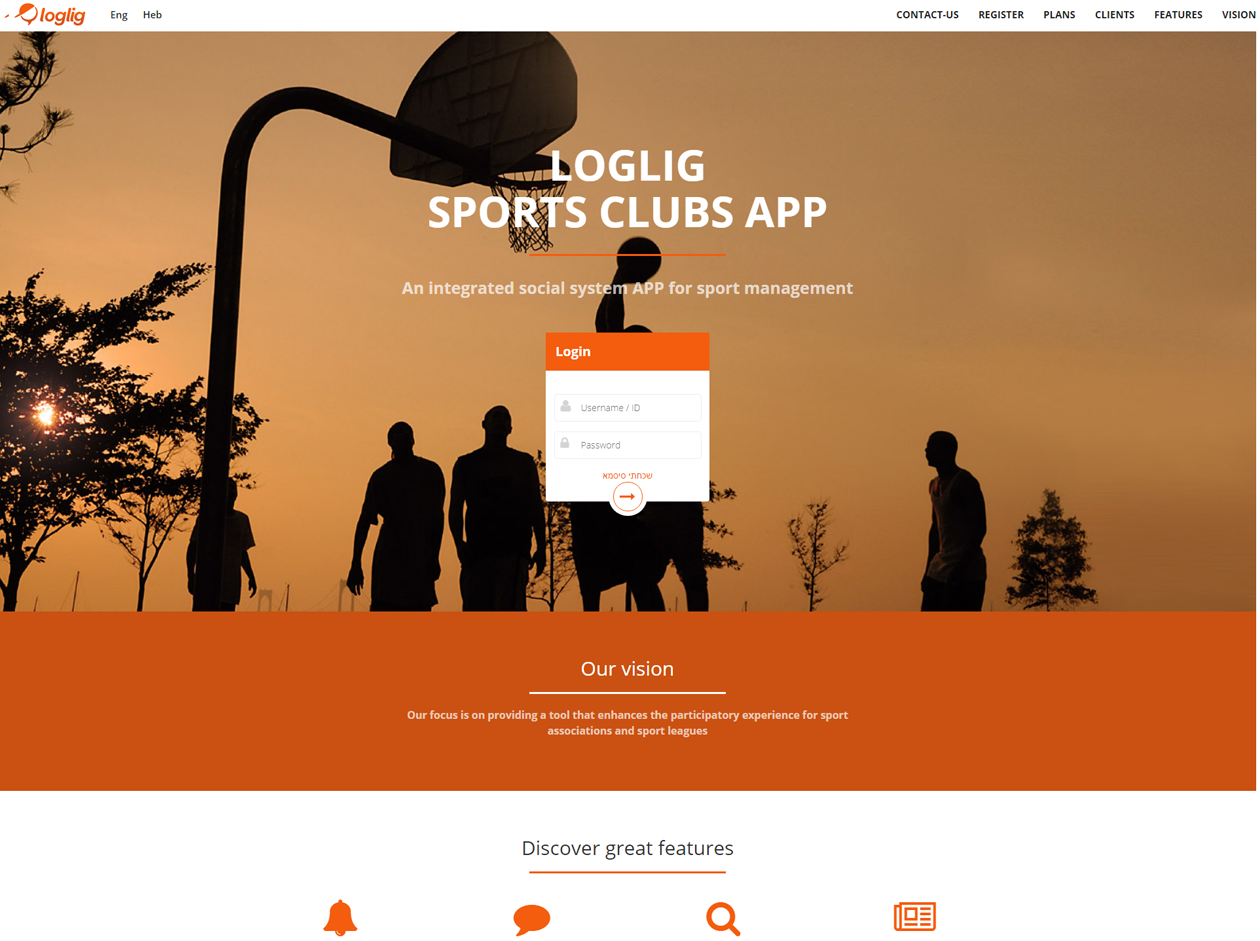 loglig
Eng Heb
CONTACT-US REGISTER PLANS CLIENTS FEATURES VISION
LOGLIG
SPORTS CLUBS APP
An integrated social system APP for sport management
Login
Username / ID
Password
שכחתי סיסמא
Our vision
Our focus is on providing a tool that enhances the participatory experience for sport
associations and sport leagues
Discover great features